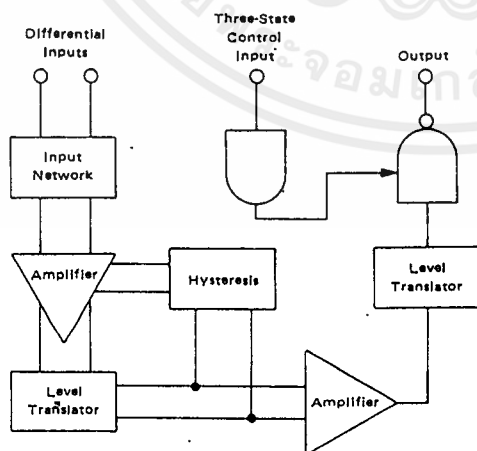 Differential
Inputs
Three-State
Control
Input
Output
Input
Network
Amplifier
Hysteresis
Level
Translator
Level
Translator
Amplifier